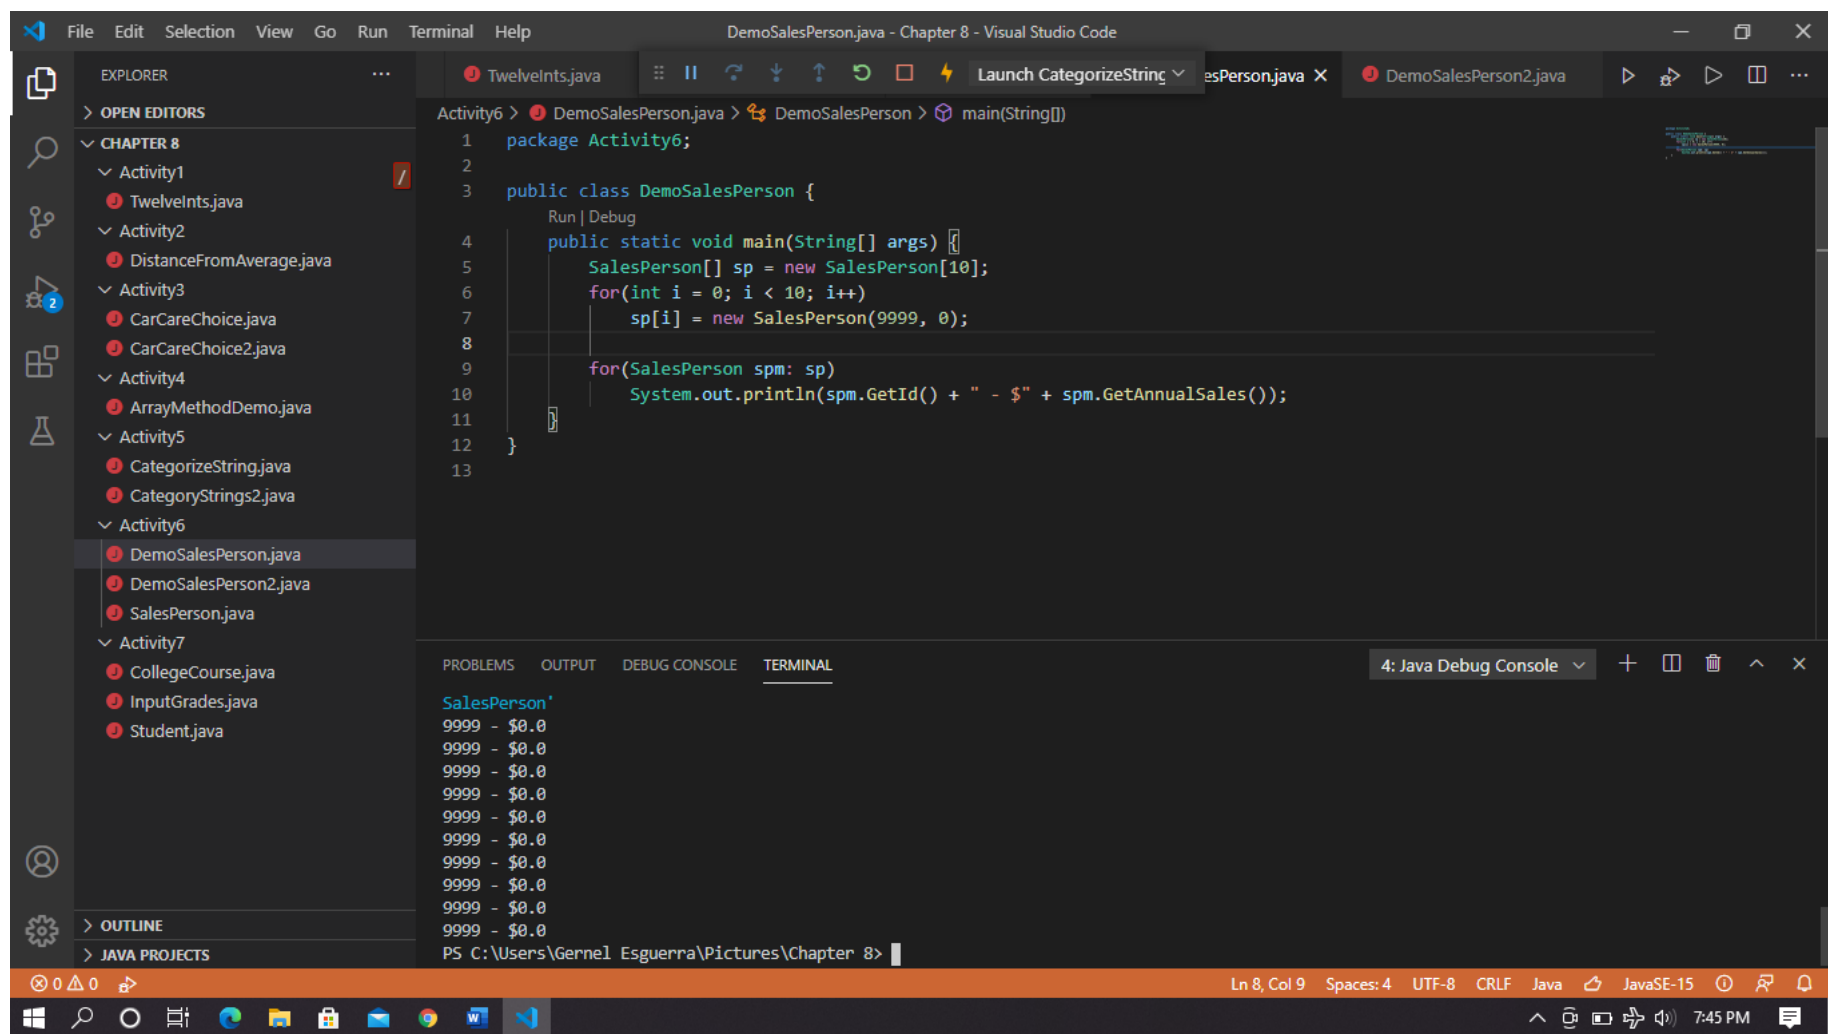 File Edit Selection View Go Run Terminal Help
DemoSalesPerson.java - Chapter 8 - Visual Studio Code
EXPLORER
TwelveInts.java
Launch CategorizeString
esPerson.java
DemoSalesPerson2.java
OPEN EDITORS
CHAPTER 8
Activity1
TwelveInts.java
Activity2
DistanceFromAverage.java
Activity3
CarCareChoice.java
CarCareChoice2.java
Activity4
ArrayMethodDemo.java
Activity5
CategorizeString.java
CategoryStrings2.java
Activity6
DemoSalesPerson.java
DemoSalesPerson2.java
SalesPerson.java
Activity7
CollegeCourse.java
InputGrades.java
Student.java
OUTLINE
JAVA PROJECTS
2
Activity6 > DemoSalesPerson.java > DemoSalesPerson > main(String[])
1 package Activity6;
2
3 public class DemoSalesPerson {
Run | Debug
4 public static void main(String[] args) {
5 SalesPerson[] sp = new SalesPerson[10];
6 for(int i = 0; i < 10; i++)
7 sp[i] = new SalesPerson(9999, 0);
8
9 for(SalesPerson spm: sp)
10 System.out.println(spm.GetId() + " - $" + spm.GetAnnualSales());
11 }
12 }
13
PROBLEMS OUTPUT DEBUG CONSOLE TERMINAL
4: Java Debug Console
SalesPerson'
9999 - $0.0
9999 - $0.0
9999 - $0.0
9999 - $0.0
9999 - $0.0
9999 - $0.0
9999 - $0.0
9999 - $0.0
9999 - $0.0
9999 - $0.0
PS C:\Users\Gernel Esguerra\Pictures\Chapter 8>
0 0
Ln 8, Col 9 Spaces: 4 UTF-8 CRLF Java JavaSE-15
7:45 PM